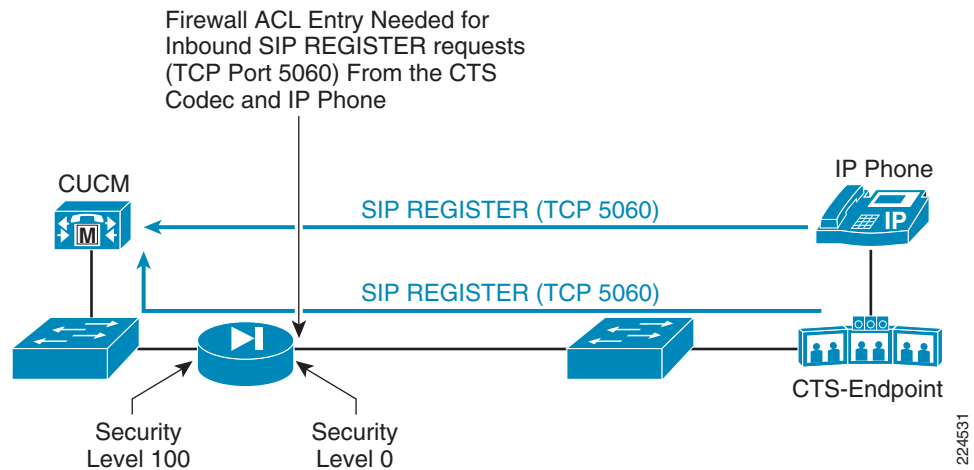 Firewall ACL Entry Needed for
Inbound SIP REGISTER requests
(TCP Port 5060) From the CTS
Codec and IP Phone
CUCM
IP Phone
M
SIP REGISTER (TCP 5060)
IP
SIP REGISTER (TCP 5060)
CTS-Endpoint
Security
Level 100
Security
Level 0
224531